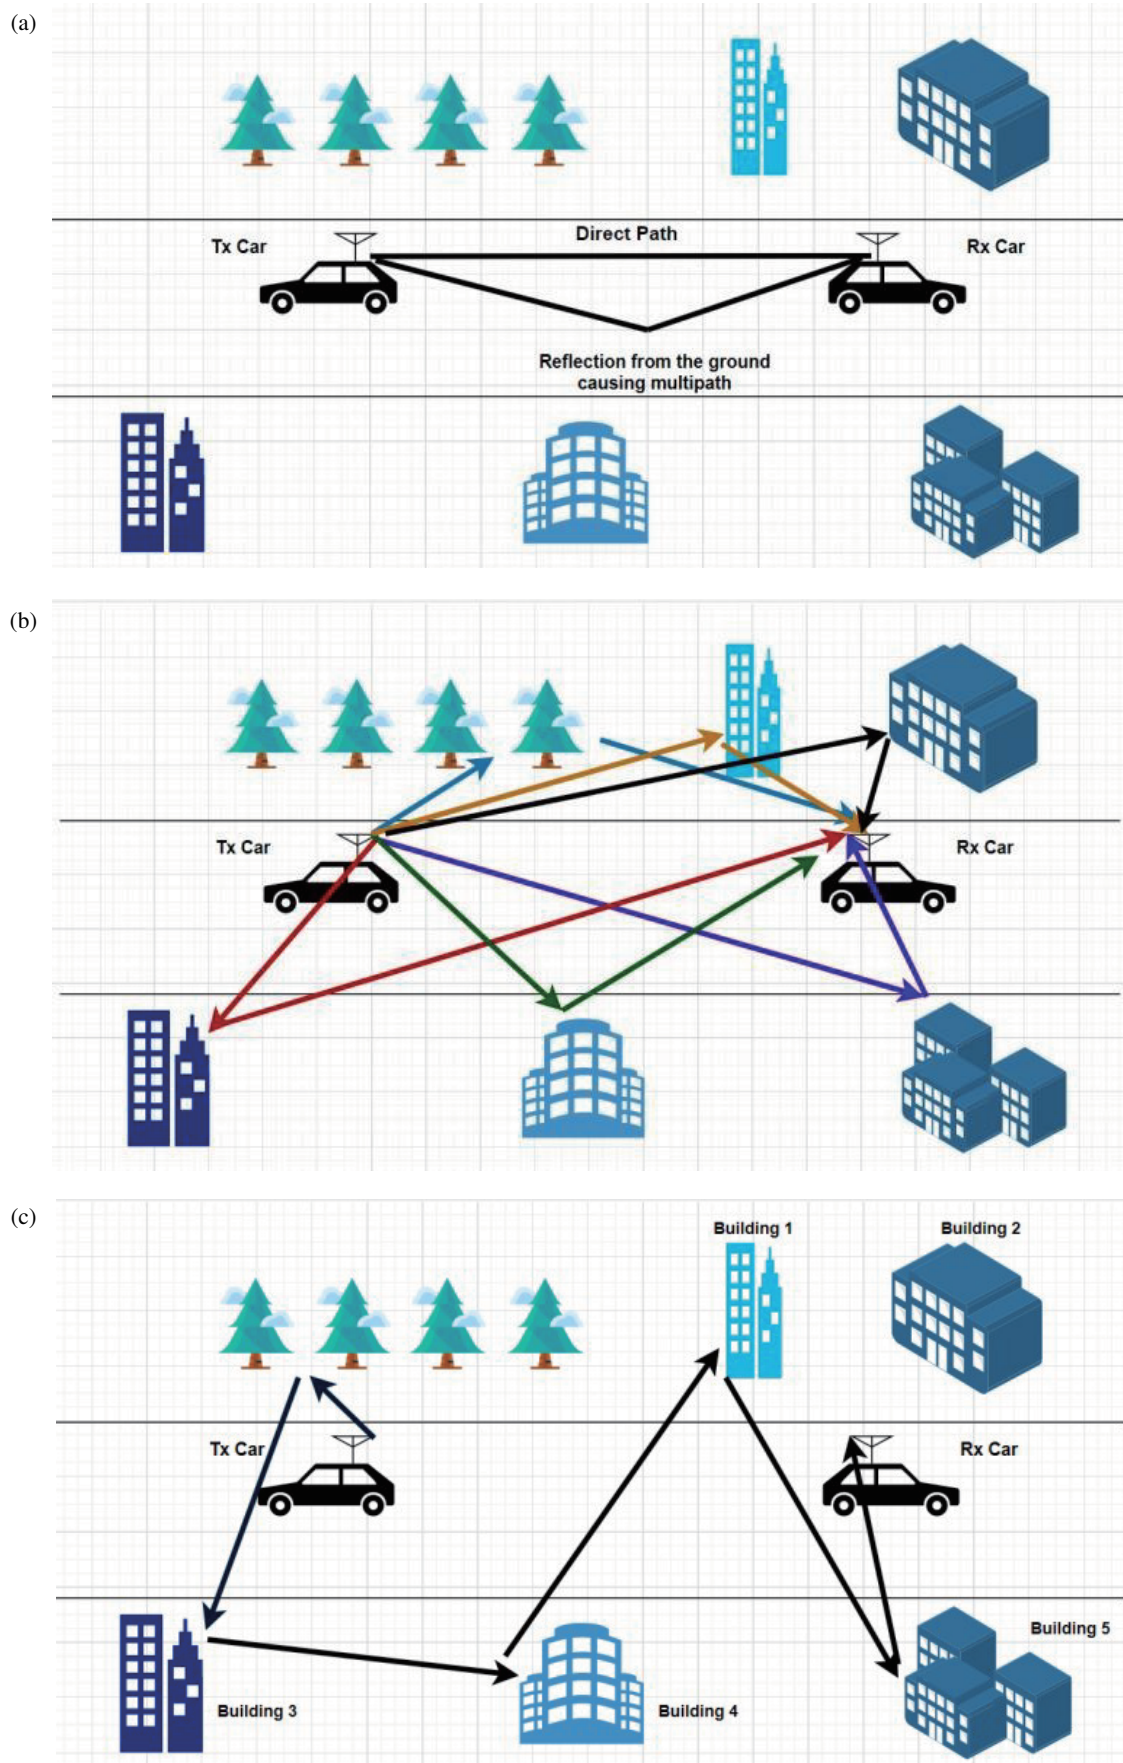 (a)
Direct Path
Tx Car
Rx Car
Reflection from the ground
causing multipath
(b)
Tx Car
Rx Car
(c)
Building 1
Building 2
Tx Car
Rx Car
Building 5
Building 3
Building 4